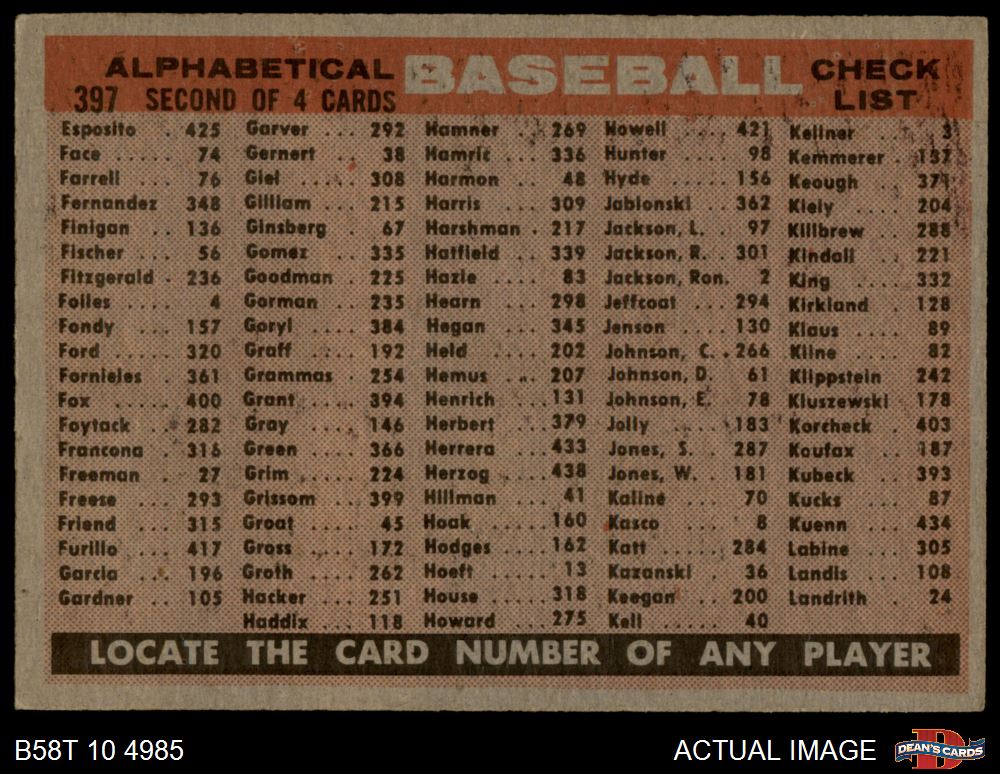 ALPHABETICAL BASEBALL CHECK
397 SECOND OF 4 CARDS LIST
Esposito . 425 Garver ... 292 Hamner ... 269 Howell .... 421 Kellner ... 3
Face ..... 74 Gernert .. 38 Hamric ... 336 Hunter ... 98 Kemmerer . 137
Farrell ... 76 Giel ..... 308 Harmon ... 48 Hyde ..... 156 Keough ... 371
Fernandez 348 Gilliam ... 215 Harris .... 309 Jablonski . 362 Kiely .... 204
Finigan .. 136 Ginsberg . 67 Harshman . 217 Jackson, L. . 97 Killbrew .. 288
Fischer ... 56 Gomez ... 335 Hatfield ... 339 Jackson, R. . 301 Kindall ... 221
Fitzgerald . 236 Goodman . 225 Hazle .... 83 Jackson, Ron. 2 King ..... 332
Foiles .... 4 Gorman .. 235 Hearn .... 298 Jeffcoat .. 294 Kirkland .. 128
Fondy ... 157 Goryl .... 384 Hegan ... 345 Jenson .... 130 Klaus .... 89
Ford ..... 320 Graff .... 192 Held ..... 202 Johnson, C. . 266 Kline .... 82
Fornieles . 361 Grammas . 254 Hemus ... 207 Johnson, D. 61 Klippstein 242
Fox ...... 400 Grant .... 394 Henrich ... 131 Johnson, E. 78 Kluszewski 178
Foytack .. 282 Gray ..... 146 Herbert ... 379 Jolly ..... 183 Korcheck . 403
Francona . 316 Green .... 366 Herrera ... 433 Jones, S. . 287 Koufax ... 187
Freeman . 27 Grim .... 224 Herzog ... 438 Jones, W. . 181 Kubeck ... 393
Freese ... 293 Grissom .. 399 Hillman ... 41 Kaline ... 70 Kucks .... 87
Friend ... 315 Groat .... 45 Hoak .... 160 Kasco .... 8 Kuenn ... 434
Furillo .... 417 Gross .... 172 Hodges ... 162 Katt ..... 284 Labine ... 305
Garcia ... 196 Groth .... 262 Hoeft .... 13 Kazanski . 36 Landis ... 108
Gardner .. 105 Hacker ... 251 House .... 318 Keegan .. 200 Landrith .. 24
Haddix ... 118 Howard ... 275 Kell ..... 40
LOCATE THE CARD NUMBER OF ANY PLAYER
B58T 10 4985 ACTUAL IMAGE D DEAN'S CARDS